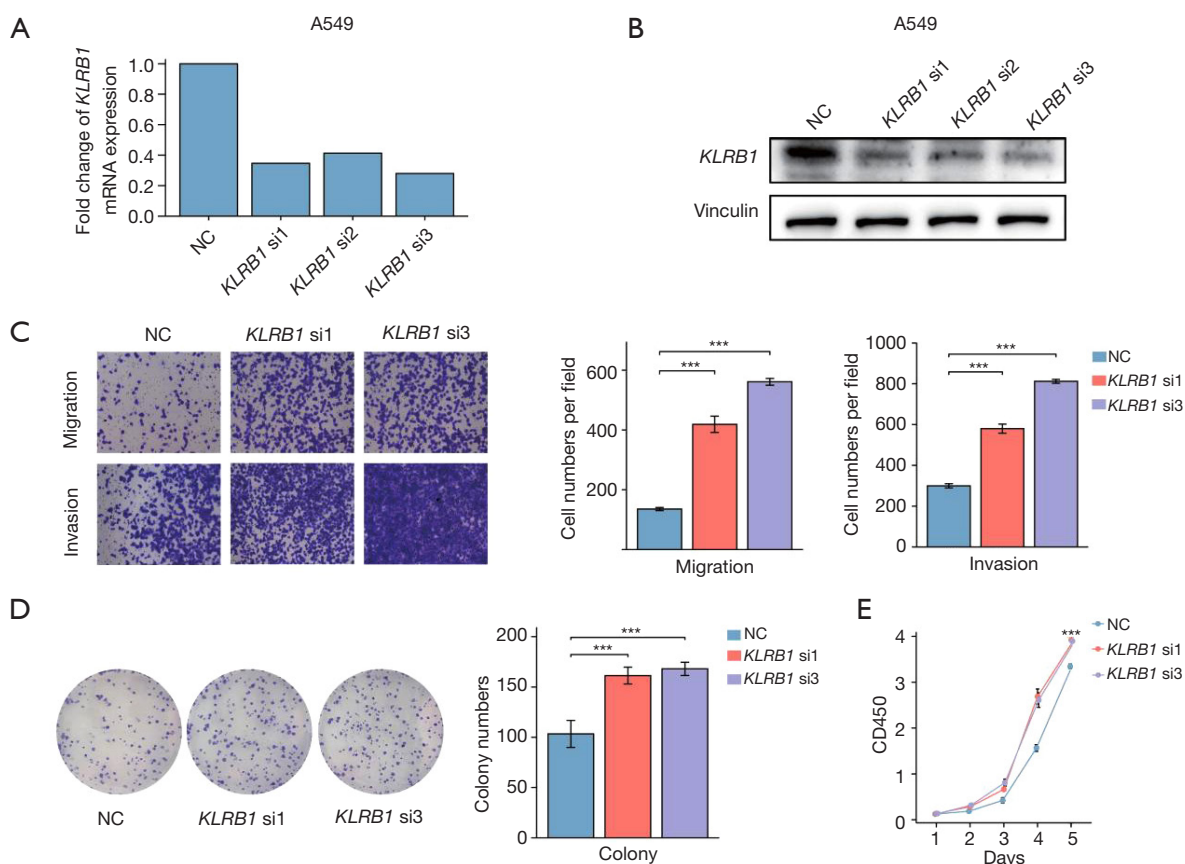 A
A549
Fold change of KLRB1
mRNA expression
1.0
0.8
0.6
0.4
0.2
0.0
NC
KLRB1 si1
KLRB1 si2
KLRB1 si3
B
A549
NC
KLRB1 si1
KLRB1 si2
KLRB1 si3
KLRB1
Vinculin
C
NC
KLRB1 si1
KLRB1 si3
Migration
Invasion
Cell numbers per field
600
400
200
***
***
Migration
Cell numbers per field
1000
800
600
400
200
0
***
***
Invasion
NC
KLRB1 si1
KLRB1 si3
D
NC
KLRB1 si1
KLRB1 si3
Colony numbers
200
150
100
50
0
***
***
Colony
NC
KLRB1 si1
KLRB1 si3
E
CD450
4
3
2
1
0
***
1 2 3 4 5
Days
NC
KLRB1 si1
KLRB1 si3